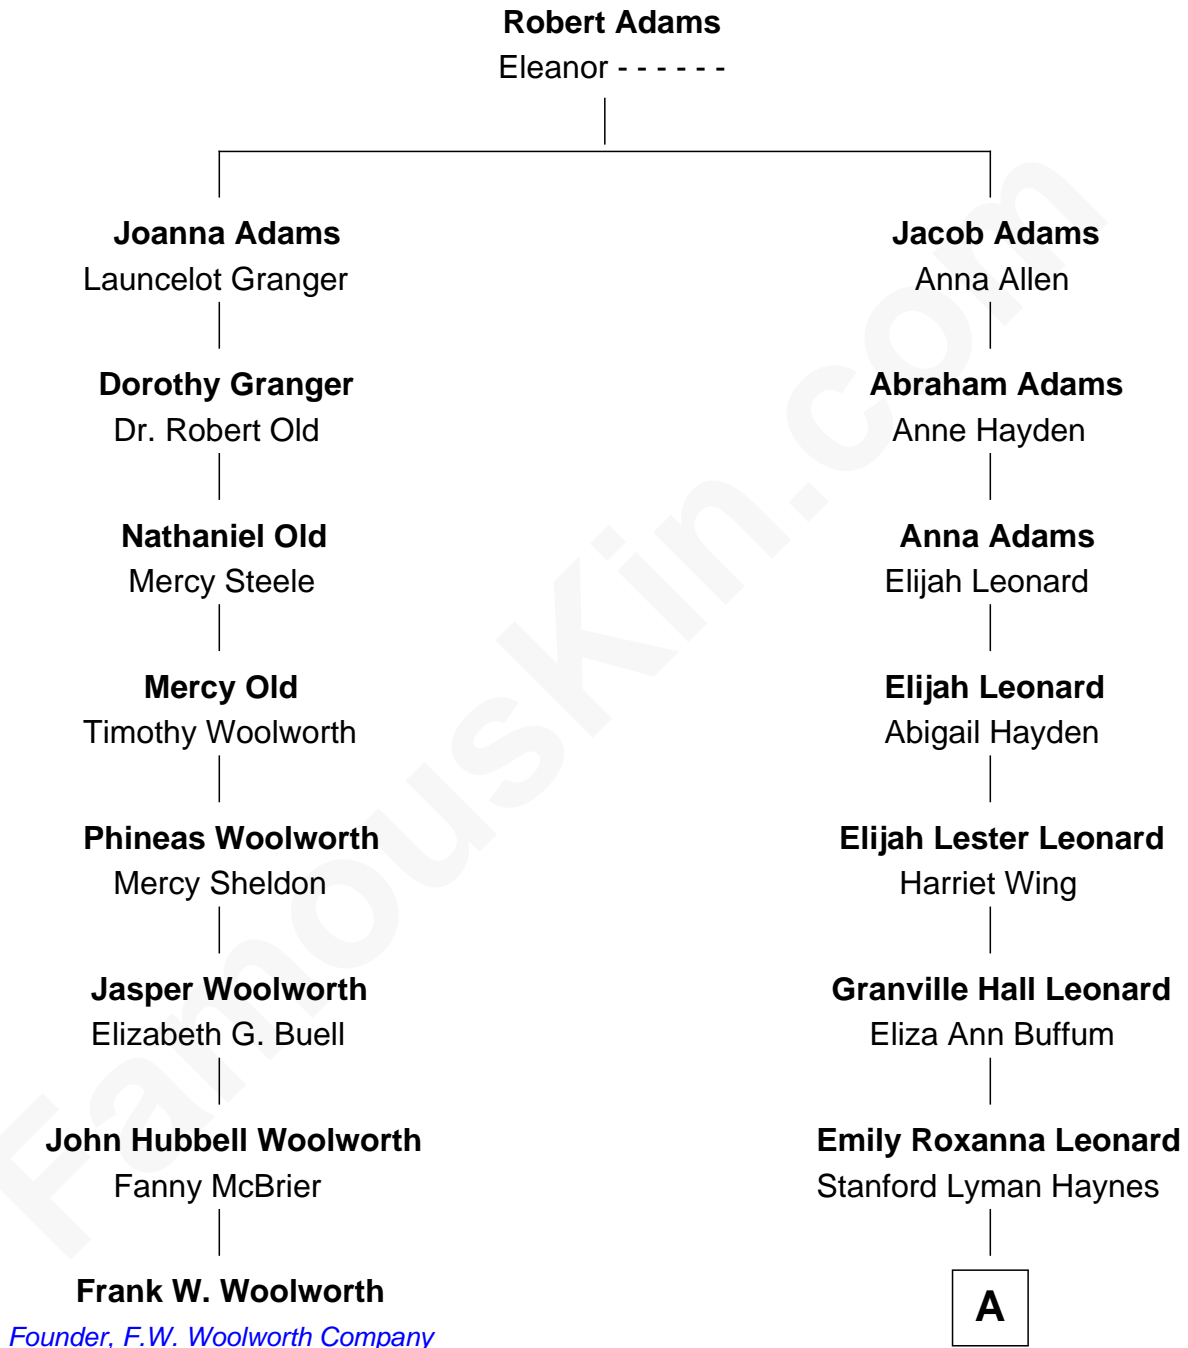 Robert Adams
Eleanor - - - - - -
Joanna Adams
Launcelot Granger
Jacob Adams
Anna Allen
Dorothy Granger
Dr. Robert Old
Abraham Adams
Anne Hayden
Nathaniel Old
Mercy Steele
Anna Adams
Elijah Leonard
Mercy Old
Timothy Woolworth
Elijah Leonard
Abigail Hayden
Phineas Woolworth
Mercy Sheldon
Elijah Lester Leonard
Harriet Wing
Jasper Woolworth
Elizabeth G. Buell
Granville Hall Leonard
Eliza Ann Buffum
John Hubbell Woolworth
Fanny McBrier
Emily Roxanna Leonard
Stanford Lyman Haynes
Frank W. Woolworth
Founder, F.W. Woolworth Company
A
FamousKin.com